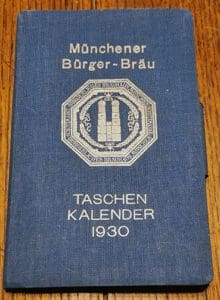 Münchener
Bürger-Bräu
TASCHEN
KALENDER
1930